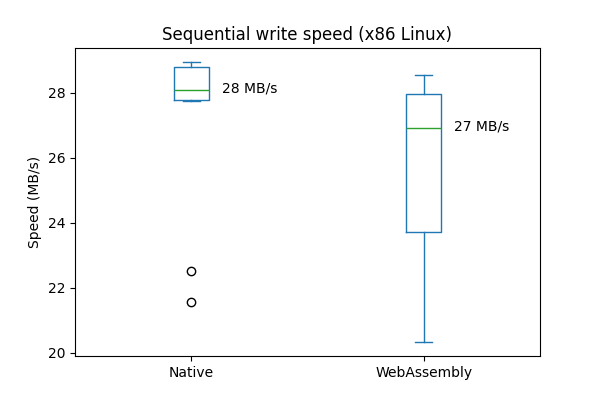 Sequential write speed (x86 Linux)
Speed (MB/s)
28
26
24
22
20
28 MB/s
27 MB/s
Native
WebAssembly